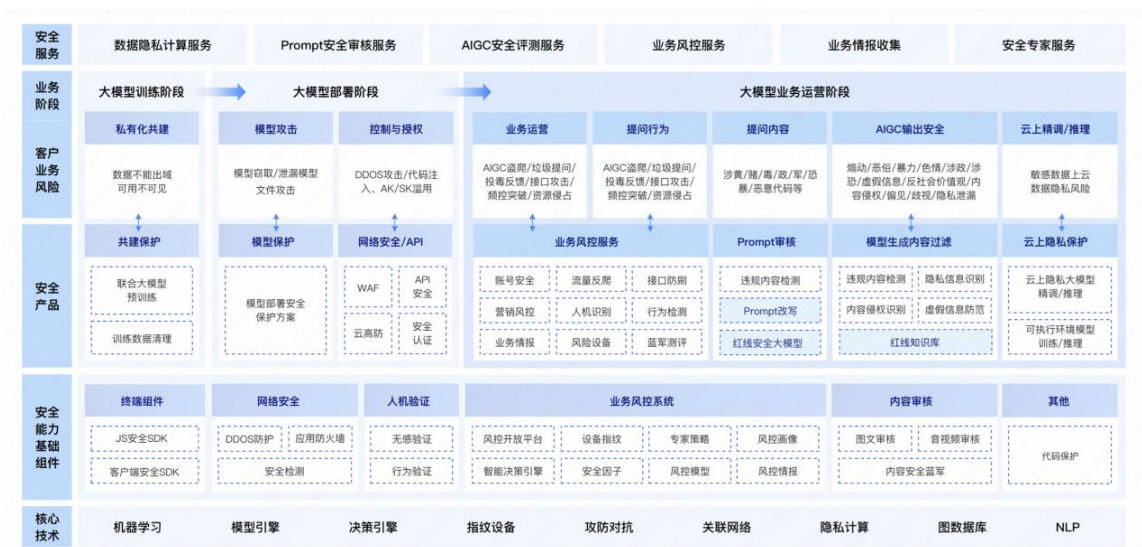 安全
服务
数据隐私计算服务
Prompt安全审核服务
AIGC安全评测服务
业务风控服务
业务情报收集
安全专家服务
业务
阶段
大模型训练阶段
大模型部署阶段
大模型业务运营阶段
客户
业务
风险
私有化共建
模型攻击
控制与授权
业务运营
提问行为
提问内容
AIGC输出安全
云上精调/推理
数据不能出域
可用不可见
模型窃取/泄漏模型
文件攻击
DDOS攻击/代码注
入、AK/SK滥用
AIGC盗爬/垃圾提问/
投毒反馈/接口攻击/
频控突破/资源侵占
AIGC盗爬/垃圾提问/
投毒反馈/接口攻击/
频控突破/资源侵占
涉黄/赌/毒/政/军/恐
暴/恶意代码等
煽动/恶俗/暴力/色情/涉政/涉
恐/虚假信息/反社会价值观/内
容侵权/偏见/歧视/隐私泄漏
敏感数据上云
数据隐私风险
安全
产品
共建保护
模型保护
网络安全/API
业务风控服务
Prompt审核
模型生成内容过滤
云上隐私保护
联合大模型
预训练
训练数据清理
模型部署安全
保护方案
WAF
API
安全
云高防
安全
认证
账号安全
流量反爬
接口防刷
营销风控
人机识别
行为检测
业务情报
风险设备
蓝军测评
违规内容检测
Prompt改写
红线安全大模型
违规内容检测
隐私信息识别
内容侵权识别
虚假信息防范
红线知识库
云上隐私大模型
精调/推理
可执行环境模型
训练/推理
安全
能力
基础
组件
终端组件
网络安全
人机验证
业务风控系统
内容审核
其他
JS安全SDK
客户端安全SDK
DDOS防护
应用防火墙
安全检测
无感验证
行为验证
风控开放平台
设备指纹
专家策略
风控画像
智能决策引擎
安全因子
风控模型
风控情报
图文审核
音视频审核
内容安全蓝军
代码保护
核心
技术
机器学习
模型引擎
决策引擎
指纹设备
攻防对抗
关联网络
隐私计算
图数据库
NLP